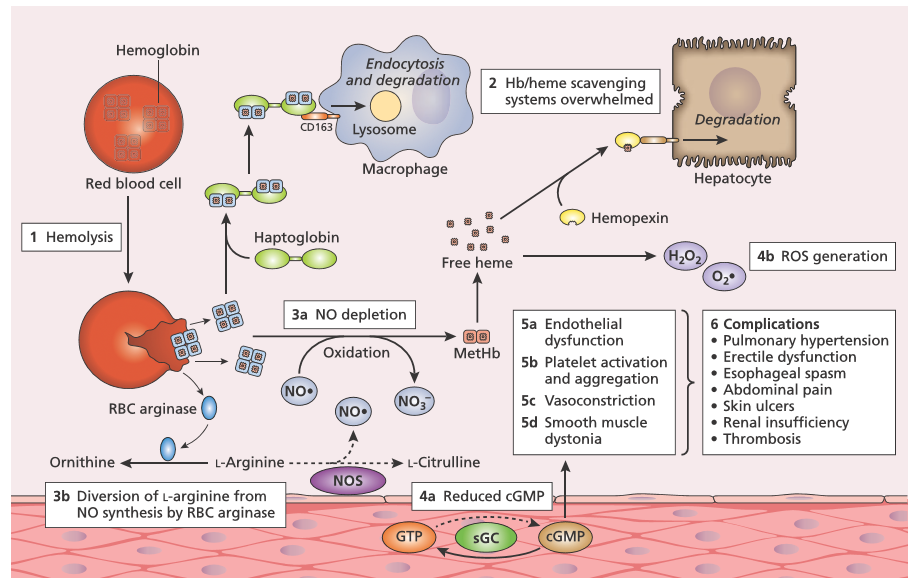 Hemoglobin
Red blood cell
1 Hemolysis
Endocytosis
and degradation
Lysosome
CD163
Macrophage
2 Hb/heme scavenging
systems overwhelmed
Degradation
Hepatocyte
Hemopexin
Haptoglobin
Free heme
H₂O₂
O₂•
4b ROS generation
3a NO depletion
Oxidation
MetHb
NO•
NO₃⁻
NO•
RBC arginase
Ornithine
L-Arginine
L-Citrulline
NOS
3b Diversion of L-arginine from
NO synthesis by RBC arginase
4a Reduced cGMP
GTP
sGC
cGMP
5a Endothelial
dysfunction
5b Platelet activation
and aggregation
5c Vasoconstriction
5d Smooth muscle
dystonia
6 Complications
• Pulmonary hypertension
• Erectile dysfunction
• Esophageal spasm
• Abdominal pain
• Skin ulcers
• Renal insufficiency
• Thrombosis